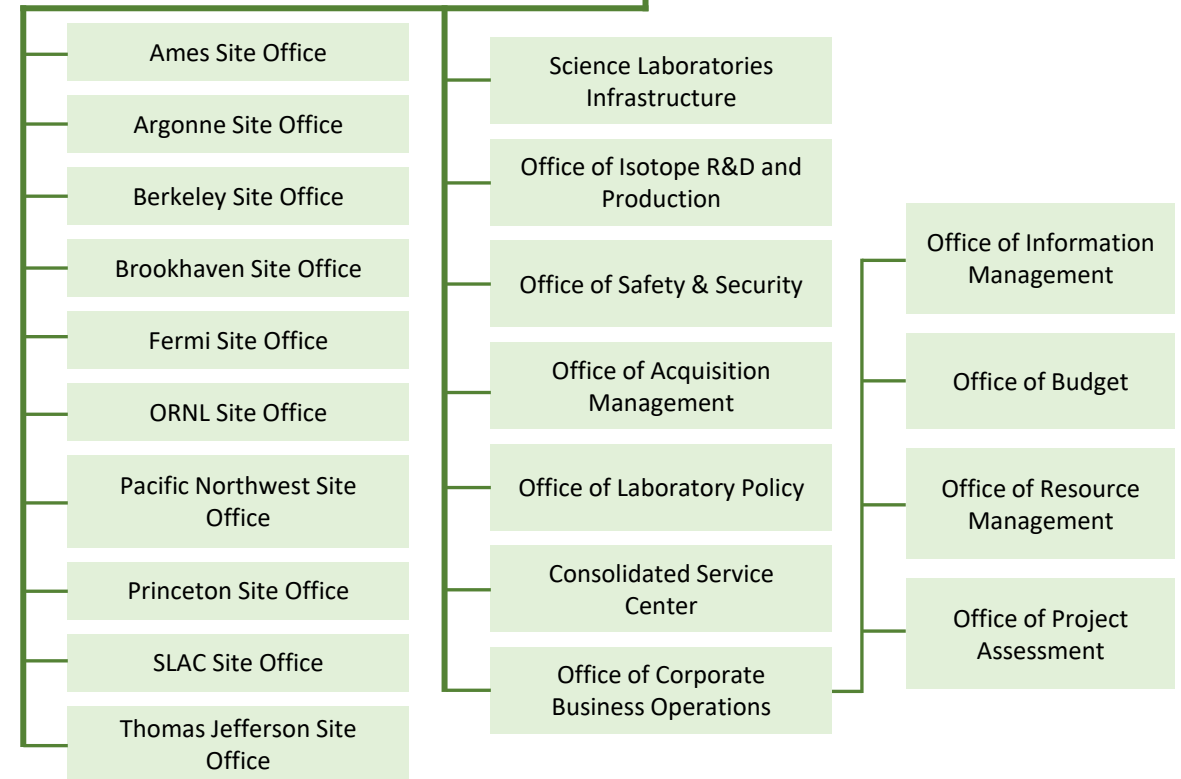 Ames Site Office
Argonne Site Office
Berkeley Site Office
Brookhaven Site Office
Fermi Site Office
ORNL Site Office
Pacific Northwest Site
Office
Princeton Site Office
SLAC Site Office
Thomas Jefferson Site
Office
Science Laboratories
Infrastructure
Office of Isotope R&D and
Production
Office of Safety & Security
Office of Acquisition
Management
Office of Laboratory Policy
Consolidated Service
Center
Office of Corporate
Business Operations
Office of Information
Management
Office of Budget
Office of Resource
Management
Office of Project
Assessment